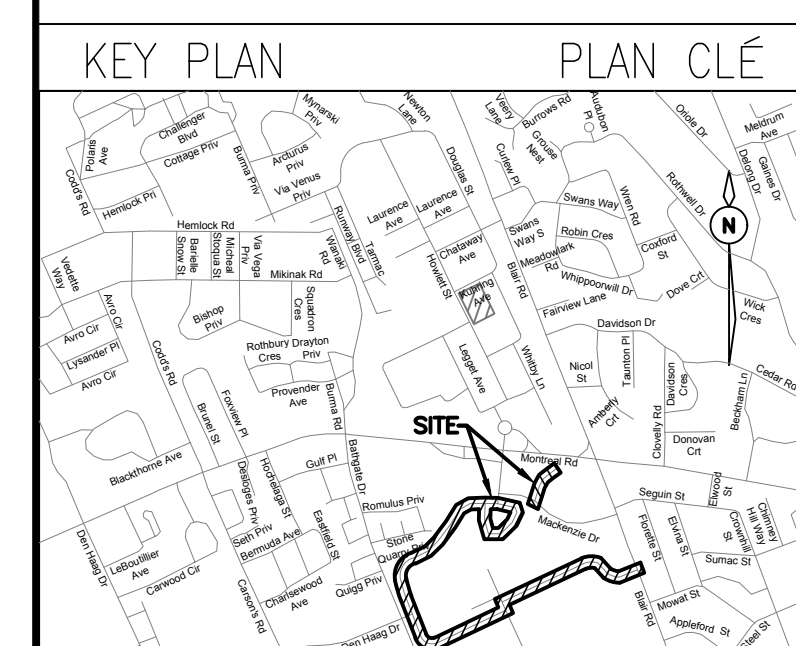 KEY PLAN
PLAN CLÉ
Polaris
Ave
Challenger
Blvd
Cottage Priv
Codd's Rd
Hemlock Pri
Burma Priv
Mynarski
Priv
Arcturus
Priv
Via Venus
Priv
Newton
Lane
Douglas St
Laurence
Ave
Laurence
Ave
Veery
Lane
Burrows Rd
Grouse
Nest
Audubon
Pl
Curlew Pl
Oriole Dr
Meldrum
Ave
Delong Dr
Gaines Dr
Rothwell Dr
N
Hemlock Rd
Vedette
Way
Barielle
Snow St
Michael
Stoqua St
Via Vega
Priv
Mikinak Rd
Wanaki
Rd
Runway Blvd
Tarmac
Chataway
Ave
Howlett St
Kuhring
Ave
Swans Way
Wren Rd
Swans
Way S
Robin Cres
Meadowlark
Rd
Coxford
St
Whippoorwill Dr
Dove Crt
Blair Rd
Fairview Lane
Wick
Cres
Avro Cir
Avro Cir
Lysander Pl
Avro Cir
Bishop
Priv
Squadron
Cres
Rothbury
Cres
Drayton
Priv
Codd's Rd
Provender
Ave
Burma Rd
Legget Ave
Whitby Ln
Davidson Dr
Nicol
St
Taunton Pl
Amberly
Crt
Clovelly Rd
Davidson
Cres
Donovan
Crt
Beckham Ln
Cedar Rd
Brunel St
Foxview Pl
SITE
Montreal Rd
Blackthorne Ave
Desloges Priv
Hochelaga St
Gulf Pl
Bathgate Dr
Romulus Priv
Seguin St
Elwood
St
Den Haag Dr
LeBoutillier
Ave
Carwood Cir
Seth Priv
Bermuda Ave
Eastfield St
Stone
Quarry Priv
Quigg Priv
Charlsewood
Ave
Carson's Rd
Den Haag Dr
Mackenzie Dr
Florette St
Elvina St
Crownhill
St
Chimney
Hill Way
Sumac St
Blair Rd
Mowat St
Appleford St
Steel St